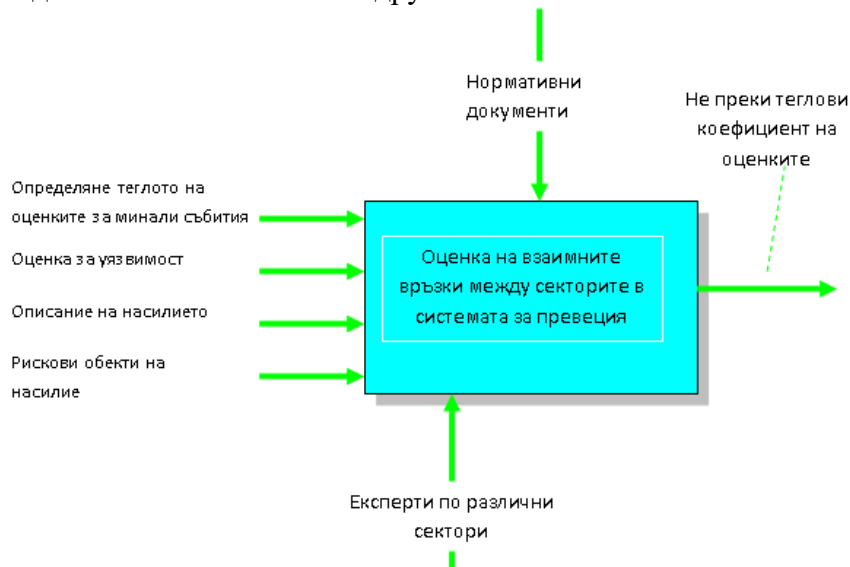 Нормативни
документи
Не преки теглови
коефициент на
оценките
Определяне теглото на
оценките за минали събития
Оценка за уязвимост
Описание на насилието
Рискови обекти на
насилие
Оценка на взаимните
връзки между секторите в
системата за превеция
Експерти по различни
сектори